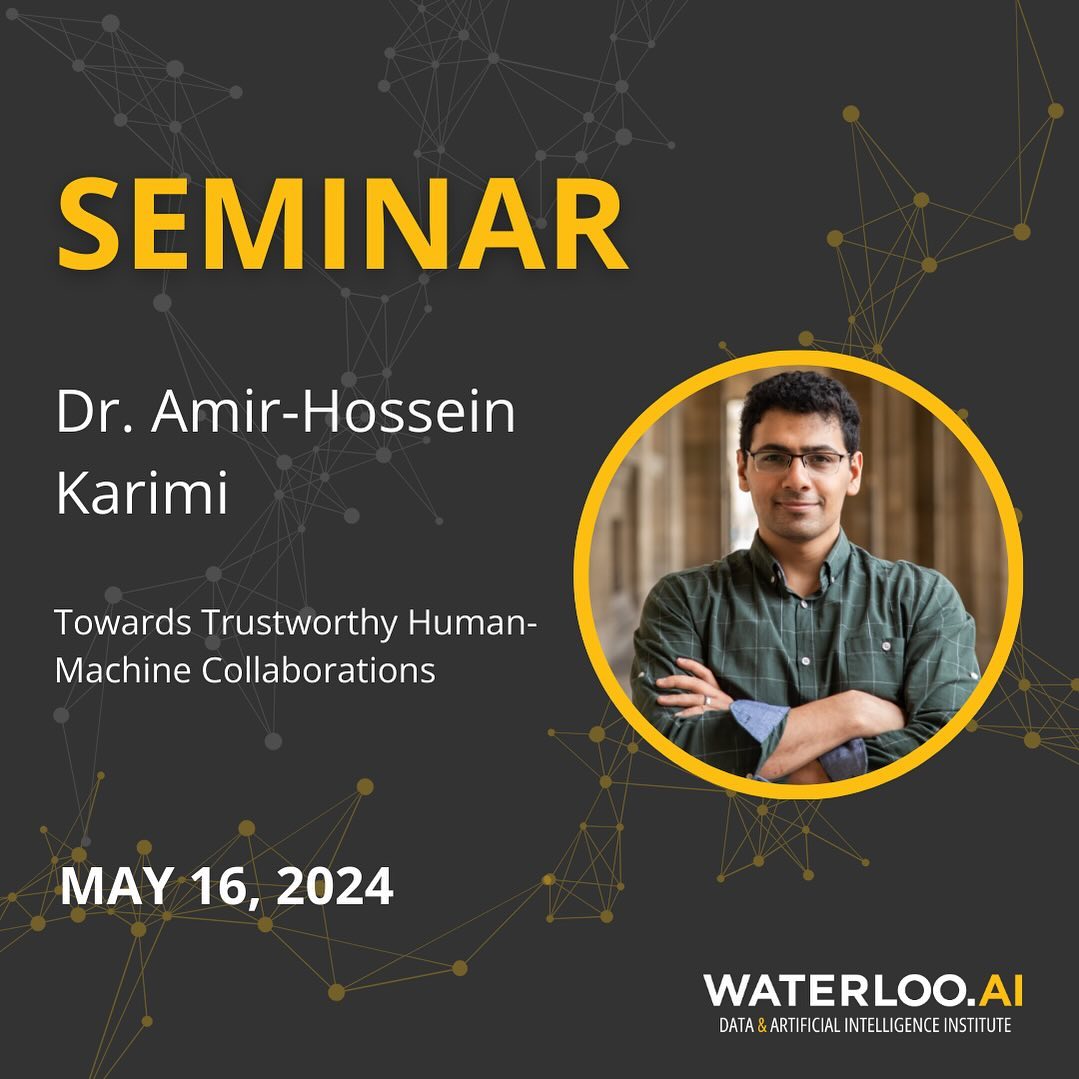 SEMINAR
Dr. Amir-Hossein
Karimi
Towards Trustworthy Human-
Machine Collaborations
MAY 16, 2024
WATERLOO.AI
DATA & ARTIFICIAL INTELLIGENCE INSTITUTE